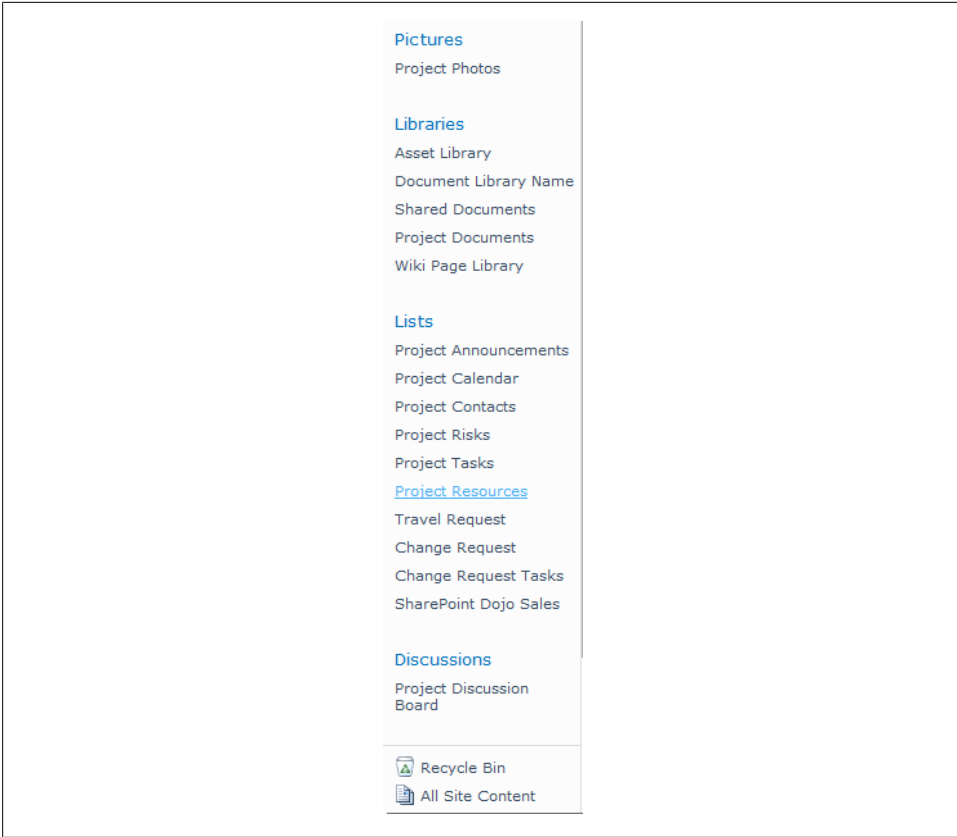 Pictures
Project Photos
Libraries
Asset Library
Document Library Name
Shared Documents
Project Documents
Wiki Page Library
Lists
Project Announcements
Project Calendar
Project Contacts
Project Risks
Project Tasks
Project Resources
Travel Request
Change Request
Change Request Tasks
SharePoint Dojo Sales
Discussions
Project Discussion
Board
Recycle Bin
All Site Content